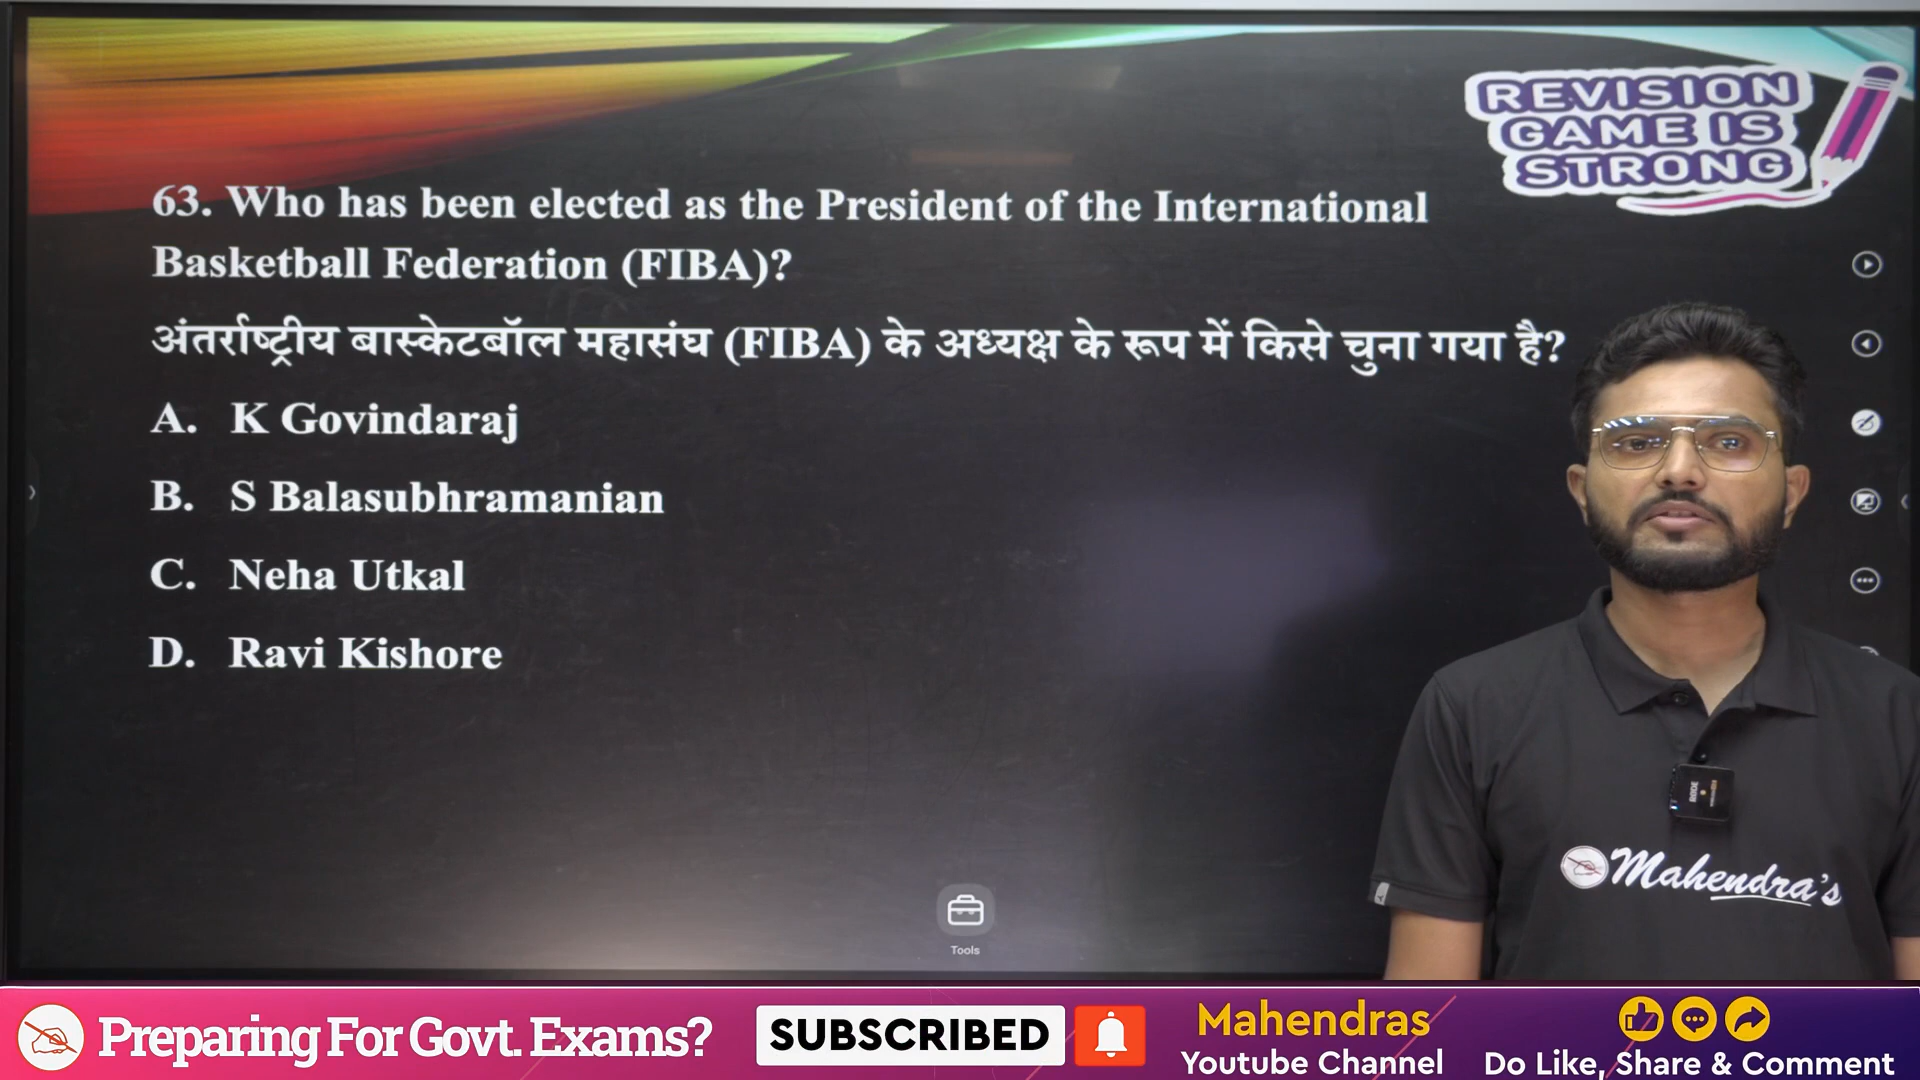 REVISION
GAME IS
STRONG
63. Who has been elected as the President of the International
Basketball Federation (FIBA)?
अंतर्राष्ट्रीय बास्केटबॉल महासंघ (FIBA) के अध्यक्ष के रूप में किसे चुना गया है?
A. K Govindaraj
B. S Balasubhramanian
C. Neha Utkal
D. Ravi Kishore
RODE
Mahendra's
Tools
Preparing For Govt. Exams?
SUBSCRIBED
Mahendras
Youtube Channel
Do Like, Share & Comment